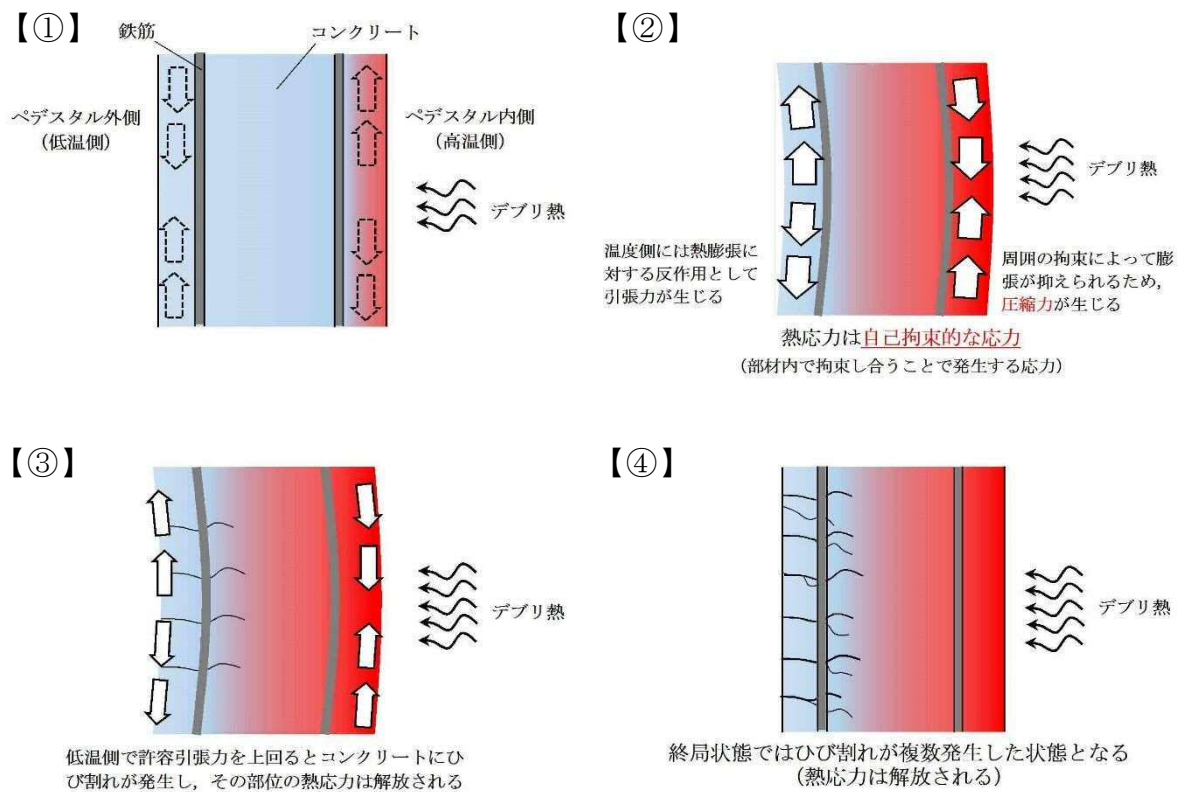 【①】
鉄筋
コンクリート
ペデスタル外側
(低温側)
ペデスタル内側
(高温側)
デブリ熱
【②】
デブリ熱
温度側には熱膨張に
対する反作用として
引張力が生じる
周囲の拘束によって膨
張が抑えられるため,
圧縮力が生じる
熱応力は自己拘束的な応力
(部材内で拘束し合うことで発生する応力)
【③】
デブリ熱
低温側で許容引張力を上回るとコンクリートにひ
び割れが発生し,その部位の熱応力は解放される
【④】
デブリ熱
終局状態ではひび割れが複数発生した状態となる
(熱応力は解放される)